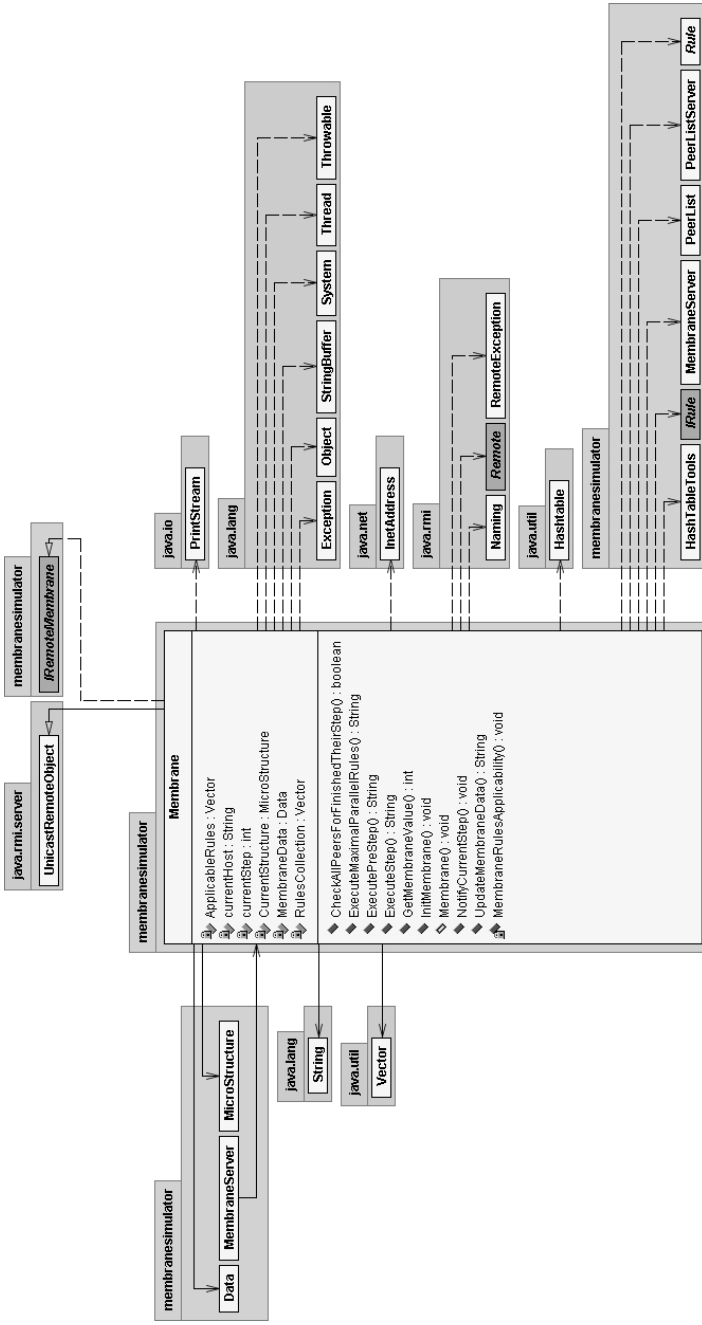 java.rmi.server
UnicastRemoteObject
membranesimulator
IRemoteMembrane
membranesimulator
Data
MembraneServer
MicroStructure
java.lang
String
java.util
Vector
membranesimulator
Membrane
ApplicableRules : Vector
currentHost : String
currentStep : int
CurrentStructure : MicroStructure
MembraneData : Data
RulesCollection : Vector
CheckAllPeersForFinishedTheirStep() : boolean
ExecuteMaximalParallelRules() : String
ExecutePreStep() : String
ExecuteStep() : String
GetMembraneValue() : int
InitMembrane() : void
Membrane() : void
NotifyCurrentStep() : void
UpdateMembraneData() : String
MembraneRulesApplicability() : void
java.io
PrintStream
java.lang
Exception
Object
StringBuffer
System
Thread
Throwable
java.net
InetAddress
java.rmi
Naming
Remote
RemoteException
java.util
Hashtable
membranesimulator
HashTableTools
IRule
MembraneServer
PeerList
PeerListServer
Rule